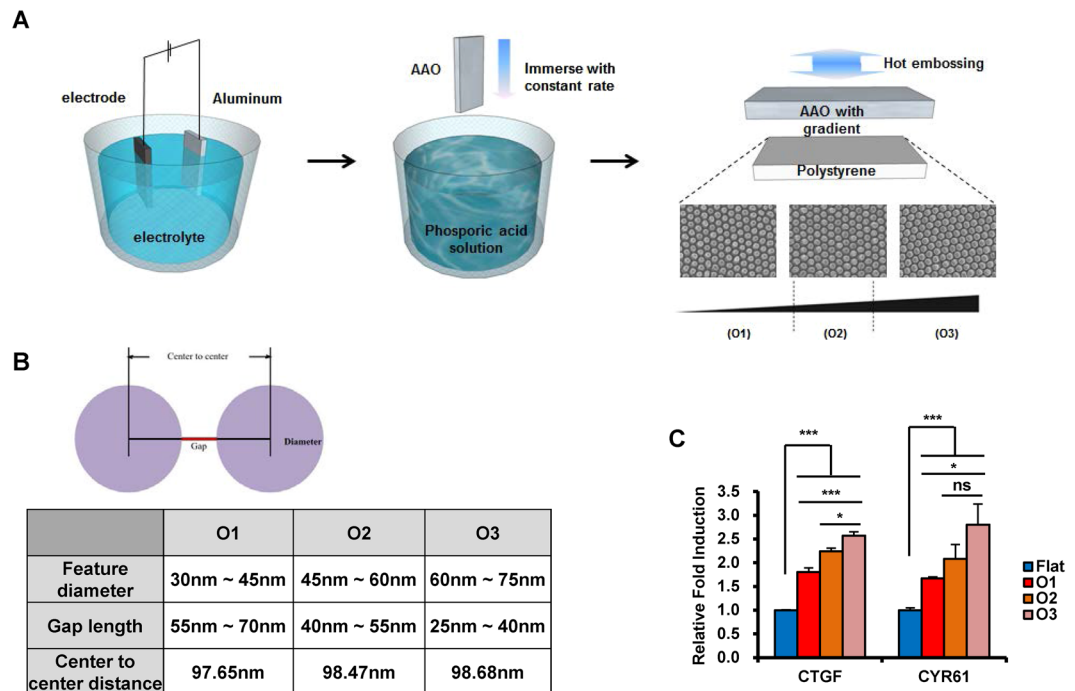 A
electrode
Aluminum
electrolyte
AAO
Immerse with
constant rate
Phosporic acid
solution
Hot embossing
AAO with
gradient
Polystyrene
(O1)
(O2)
(O3)
B
Center to center
Gap
Diameter
O1 O2 O3
Feature
diameter
30nm ~ 45nm 45nm ~ 60nm 60nm ~ 75nm
Gap length 55nm ~ 70nm 40nm ~ 55nm 25nm ~ 40nm
Center to
center distance
97.65nm 98.47nm 98.68nm
C
***
***
*
***
*
ns
Relative Fold Induction
3.5
3.0
2.5
2.0
1.5
1.0
0.5
0.0
CTGF CYR61
Flat
O1
O2
O3